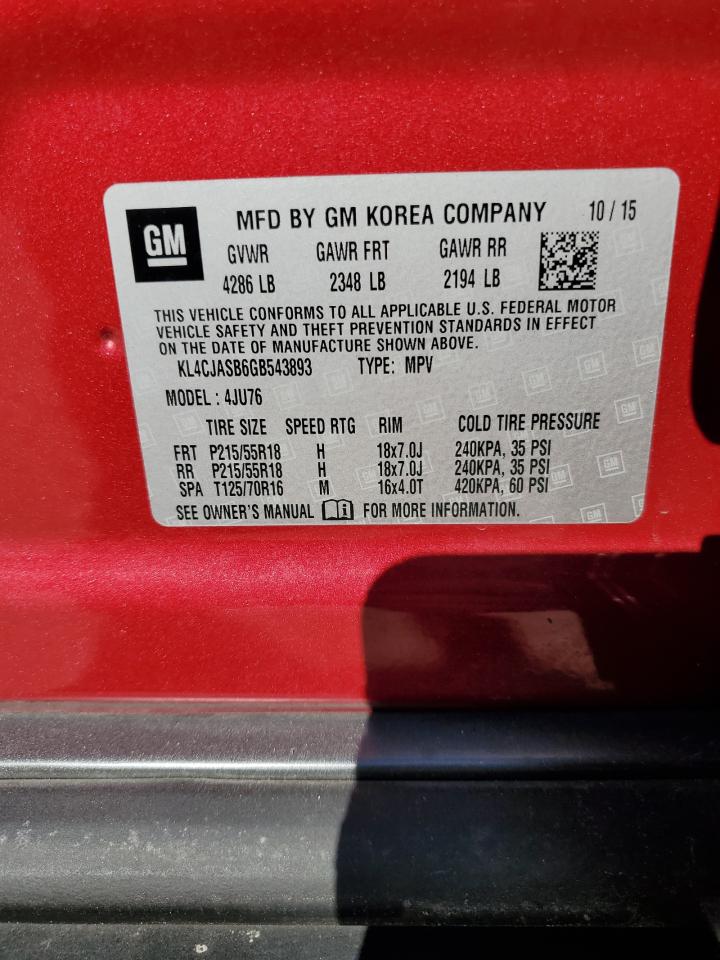 GM
MFD BY GM KOREA COMPANY 10 / 15
GVWR GAWR FRT GAWR RR
4286 LB 2348 LB 2194 LB
THIS VEHICLE CONFORMS TO ALL APPLICABLE U.S. FEDERAL MOTOR
VEHICLE SAFETY AND THEFT PREVENTION STANDARDS IN EFFECT
ON THE DATE OF MANUFACTURE SHOWN ABOVE.
KL4CJASB6GB543893 TYPE: MPV
MODEL : 4JU76
TIRE SIZE SPEED RTG RIM COLD TIRE PRESSURE
FRT P215/55R18 H 18x7.0J 240KPA, 35 PSI
RR P215/55R18 H 18x7.0J 240KPA, 35 PSI
SPA T125/70R16 M 16x4.0T 420KPA, 60 PSI
SEE OWNER'S MANUAL i FOR MORE INFORMATION.